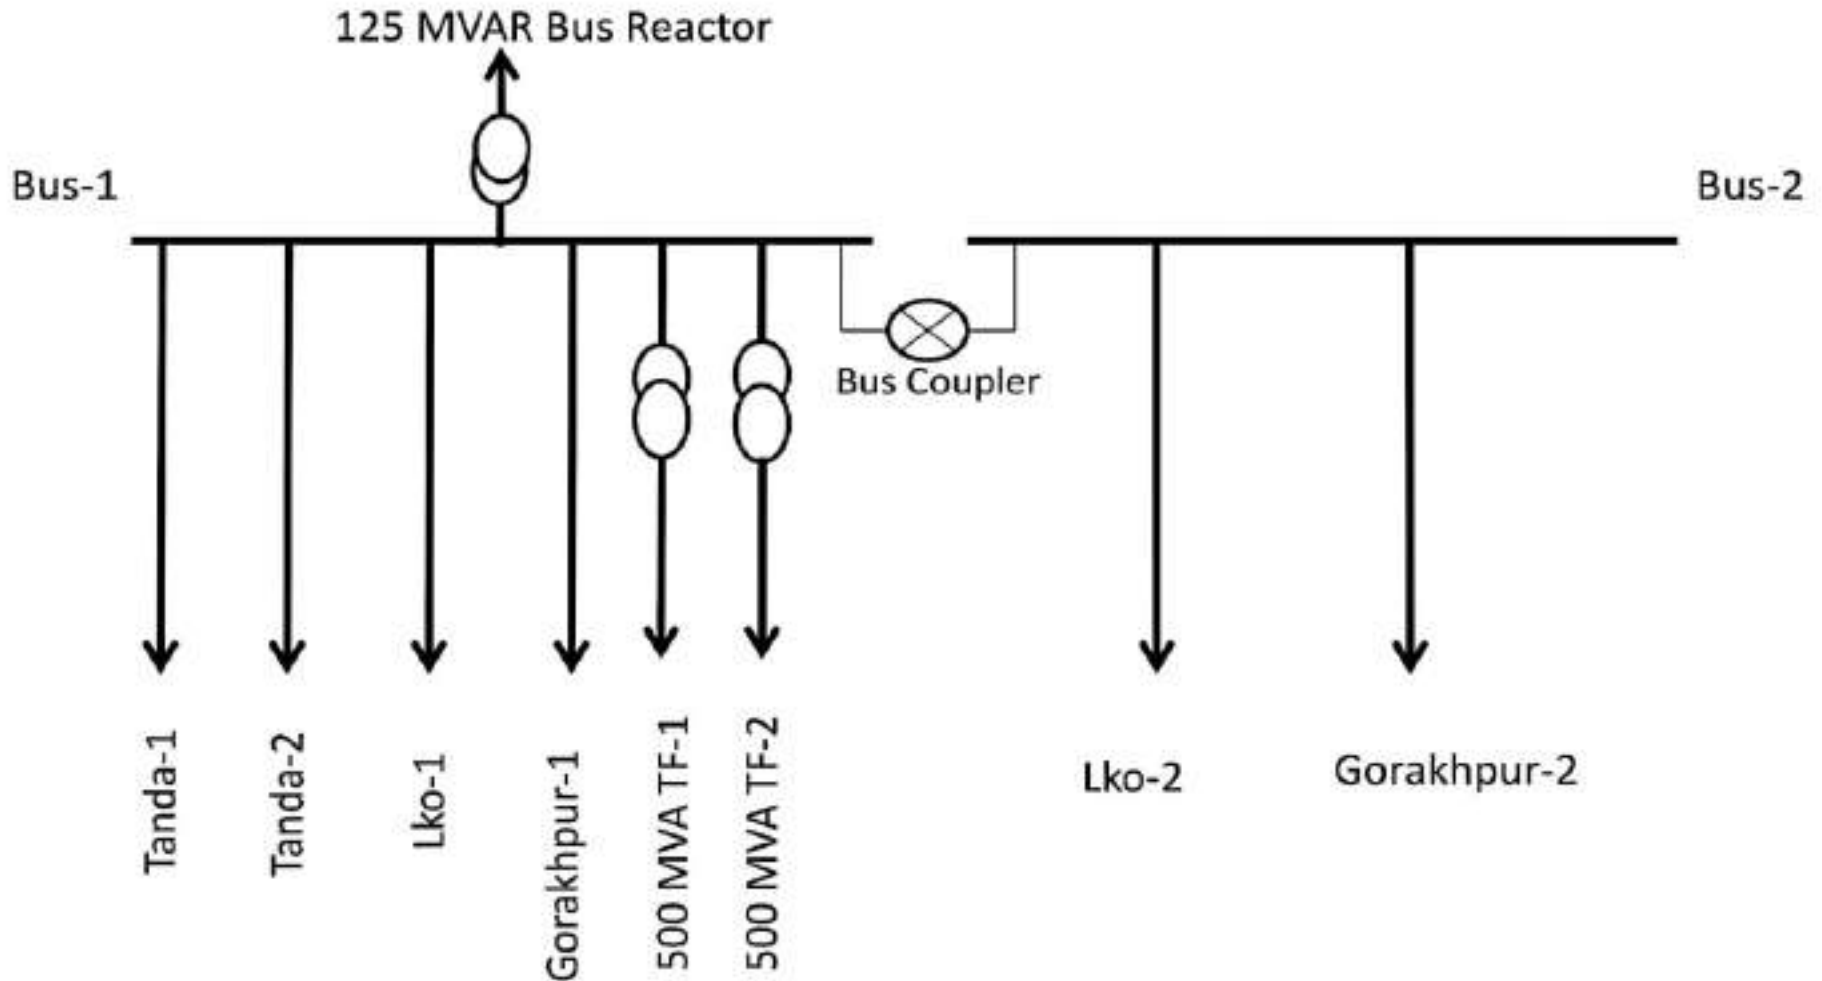 125 MVAR Bus Reactor
Bus-1
Bus-2
Bus Coupler
Tanda-1
Tanda-2
Lko-1
Gorakhpur-1
500 MVA TF-1
500 MVA TF-2
Lko-2
Gorakhpur-2